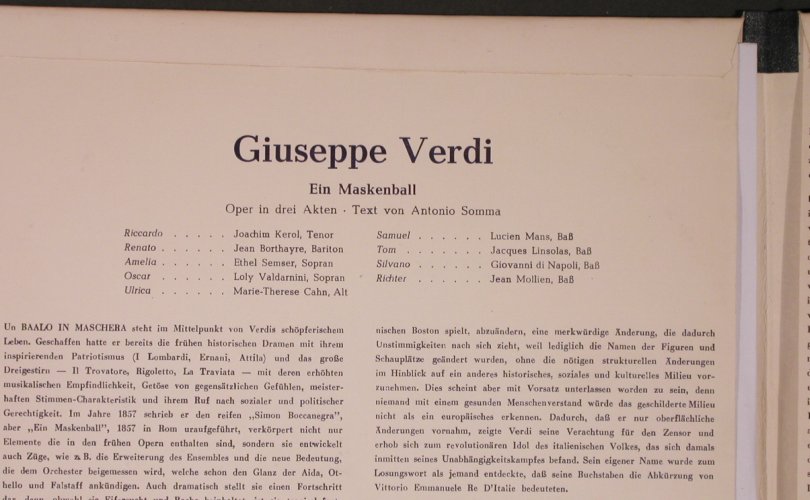 Giuseppe Verdi
Ein Maskenball
Oper in drei Akten · Text von Antonio Somma
Riccardo . . . . . Joachim Kerol, Tenor
Renato . . . . . . Jean Borthayre, Bariton
Amelia . . . . . . Ethel Semser, Sopran
Oscar . . . . . . Loly Valdarnini, Sopran
Ulrica . . . . . . Marie-Therese Cahn, Alt
Samuel . . . . . . Lucien Mans, Baß
Tom . . . . . . . Jacques Linsolas, Baß
Silvano . . . . . . Giovanni di Napoli, Baß
Richter . . . . . . Jean Mollien, Baß
Un BAALO IN MASCHERA steht im Mittelpunkt von Verdis schöpferischem
Leben. Geschaffen hatte er bereits die frühen historischen Dramen mit ihrem
inspirierenden Patriotismus (I Lombardi, Ernani, Attila) und das große
Dreigestirn — Il Trovatore, Rigoletto, La Traviata — mit deren erhöhten
musikalischen Empfindlichkeit, Getöse von gegensätzlichen Gefühlen, meister-
haften Stimmen-Charakteristik und ihrem Ruf nach sozialer und politischer
Gerechtigkeit. Im Jahre 1857 schrieb er den reifen „Simon Boccanegra",
aber „Ein Maskenball", 1857 in Rom uraufgeführt, verkörpert nicht nur
Elemente die in den frühen Opern enthalten sind, sondern sie entwickelt
auch Züge, wie z. B. die Erweiterung des Ensembles und die neue Bedeutung,
die dem Orchester beigemessen wird, welche schon den Glanz der Aida, Ot-
hello und Falstaff ankündigen. Auch dramatisch stellt sie einen Fortschritt
nischen Boston spielt, abzuändern, eine merkwürdige Änderung, die dadurch
Unstimmigkeiten nach sich zieht, weil lediglich die Namen der Figuren und
Schauplätze geändert wurden, ohne die nötigen strukturellen Änderungen
im Hinblick auf ein anderes historisches, soziales und kulturelles Milieu vor-
zunehmen. Dies scheint aber mit Vorsatz unterlassen worden zu sein, denn
niemand mit einem gesunden Menschenverstand würde das geschilderte Milieu
nicht als ein europäisches erkennen. Dadurch, daß er nur oberflächliche
Änderungen vornahm, zeigte Verdi seine Verachtung für den Zensor und
erhob sich zum revolutionären Idol des italienischen Volkes, das sich damals
inmitten seines Unabhängigkeitskampfes befand. Sein eigener Name wurde zum
Losungswort als jemand entdeckte, daß seine Buchstaben die Abkürzung von
Vittorio Emmanuele Re D'Italie bedeuteten.